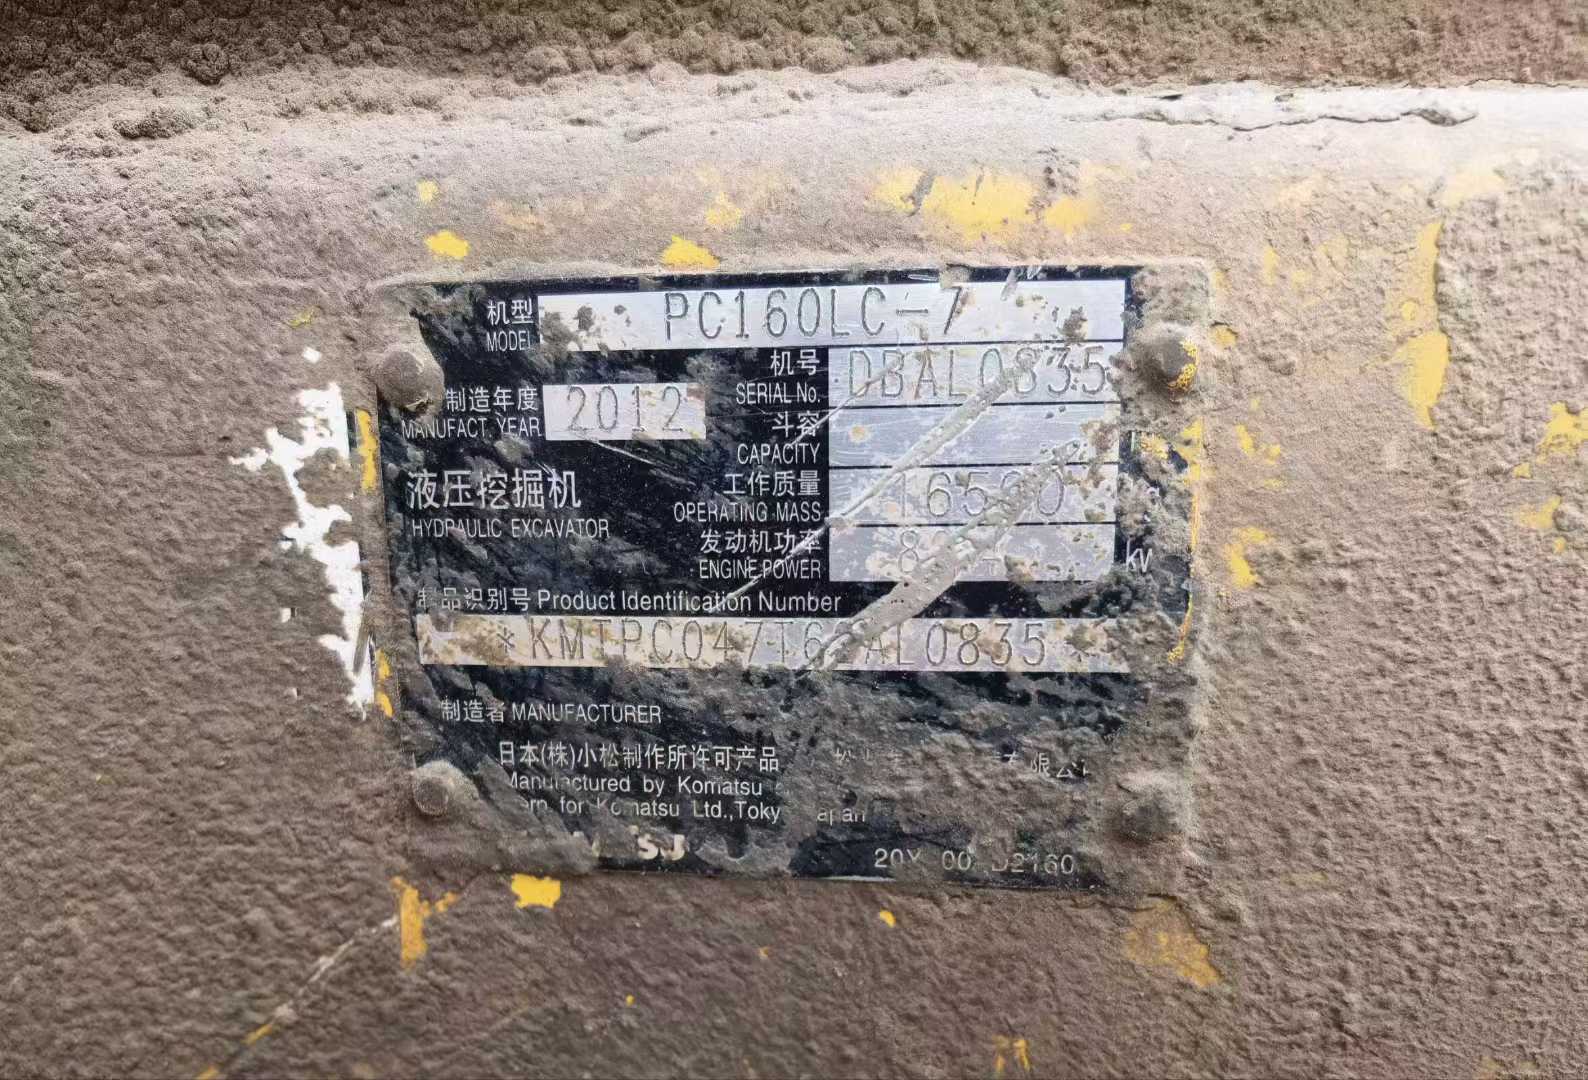 机型 PC160LC-7
MODEL
机号 DBAL0835
SERIAL No.
制造年度 2012
MANUFACT. YEAR
斗容
CAPACITY
液压挖掘机
HYDRAULIC EXCAVATOR
工作质量
OPERATING MASS
发动机功率
ENGINE POWER
制品识别号 Product Identification Number
制造者 MANUFACTURER
日本(株)小松制作所许可产品
Manufactured by Komatsu
for Komatsu Ltd.,